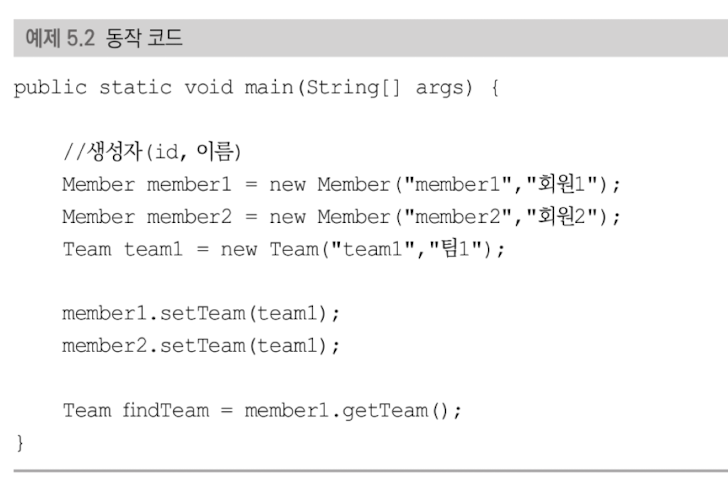 예제 5.2 동작 코드
public static void main(String[] args) {
//생성자(id, 이름)
Member member1 = new Member("member1","회원1");
Member member2 = new Member("member2","회원2");
Team team1 = new Team("team1","팀1");
member1.setTeam(team1);
member2.setTeam(team1);
Team findTeam = member1.getTeam();
}